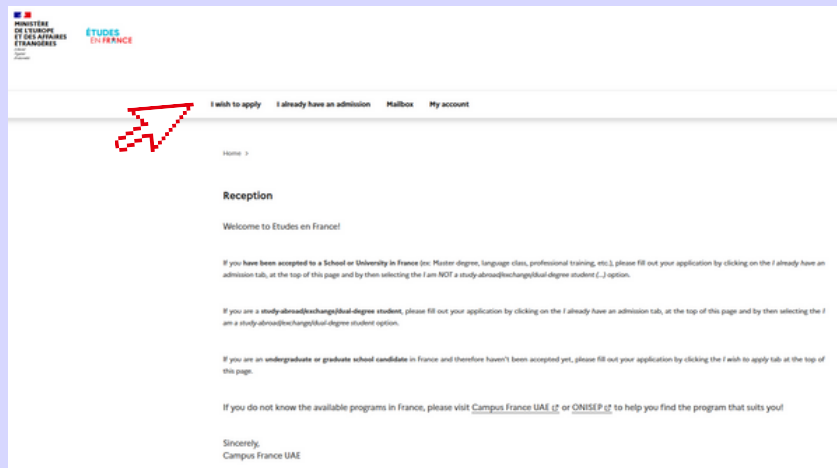 MINISTÈRE
DE L'EUROPE
ET DES AFFAIRES
ÉTRANGÈRES
ÉTUDES
EN FRANCE
I wish to apply I already have an admission Mailbox My account
Home >
Reception
Welcome to Etudes en France!
If you have been accepted to a School or University in France (ex: Master degree, language class, professional training, etc.), please fill out your application by clicking on the I already have an
admission tab, at the top of this page and by then selecting the I am NOT a study-abroad/exchange/dual-degree student (...) option.
If you are a study-abroad/exchange/dual-degree student, please fill out your application by clicking on the I already have an admission tab, at the top of this page and by then selecting the I
am a study-abroad/exchange/dual-degree student option.
If you are an undergraduate or graduate school candidate in France and therefore haven't been accepted yet, please fill out your application by clicking the I wish to apply tab at the top of
this page.
If you do not know the available programs in France, please visit Campus France UAE or ONISEP to help you find the program that suits you!
Sincerely,
Campus France UAE